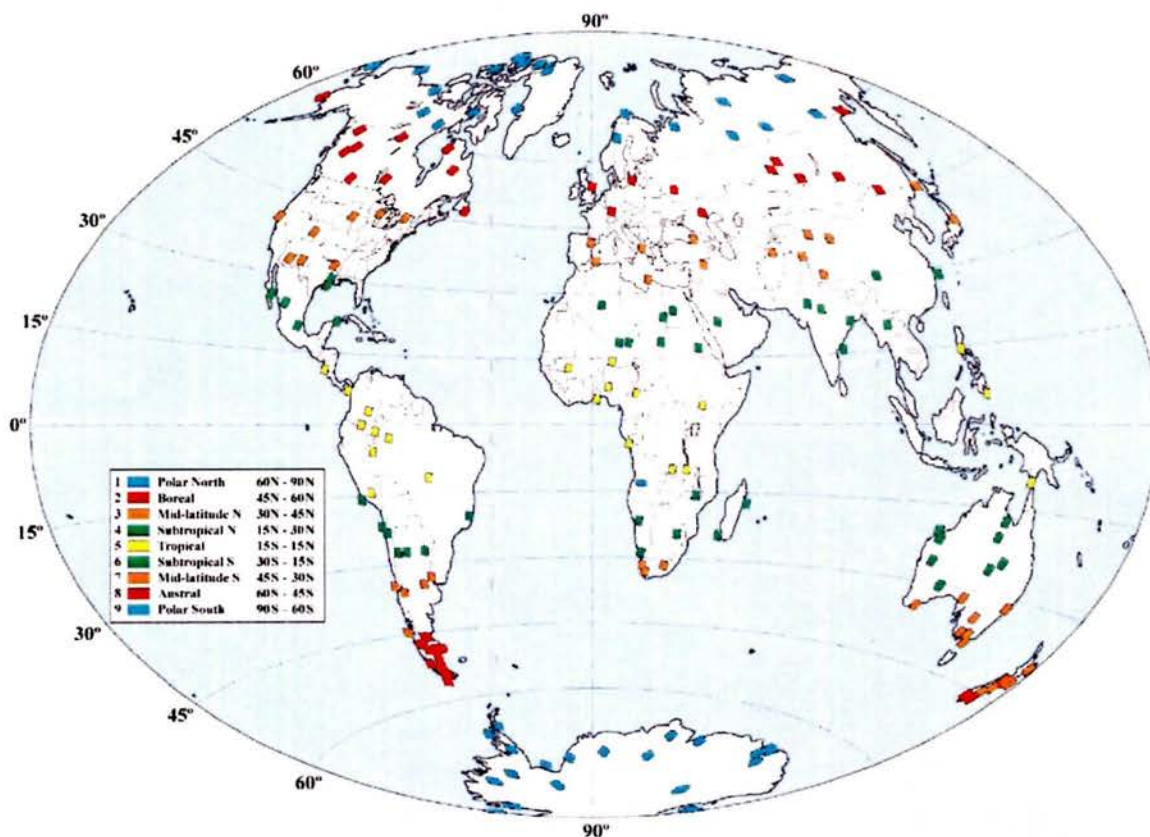 90°
60°
45°
30°
15°
0°
15°
30°
45°
60°
90°
1 Polar North 60N - 90N
2 Boreal 45N - 60N
3 Mid-latitude N 30N - 45N
4 Subtropical N 15N - 30N
5 Tropical 15S - 15N
6 Subtropical S 30S - 15S
7 Mid-latitude S 45S - 30S
8 Austral 60S - 45S
9 Polar South 90S - 60S